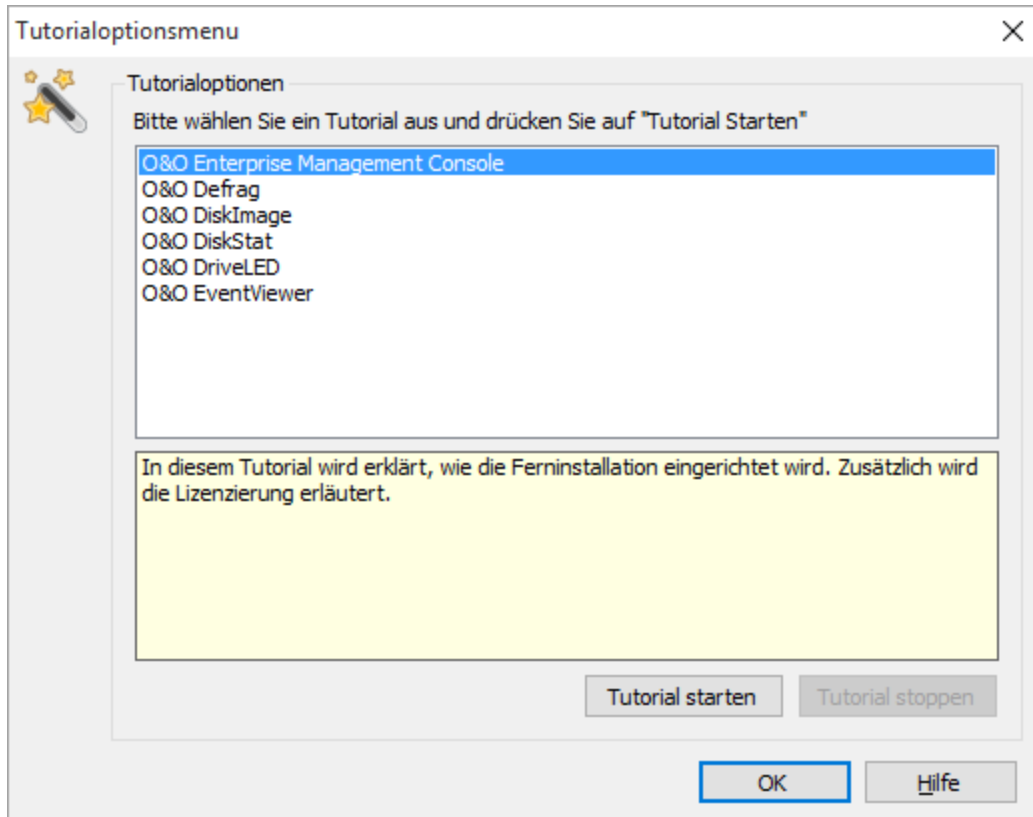 Tutorialoptionsmenu
Tutorialoptionen
Bitte wählen Sie ein Tutorial aus und drücken Sie auf "Tutorial Starten"
O&O Enterprise Management Console
O&O Defrag
O&O DiskImage
O&O DiskStat
O&O DriveLED
O&O EventViewer
In diesem Tutorial wird erklärt, wie die Ferninstallation eingerichtet wird. Zusätzlich wird
die Lizenzierung erläutert.
Tutorial starten
Tutorial stoppen
OK
Hilfe